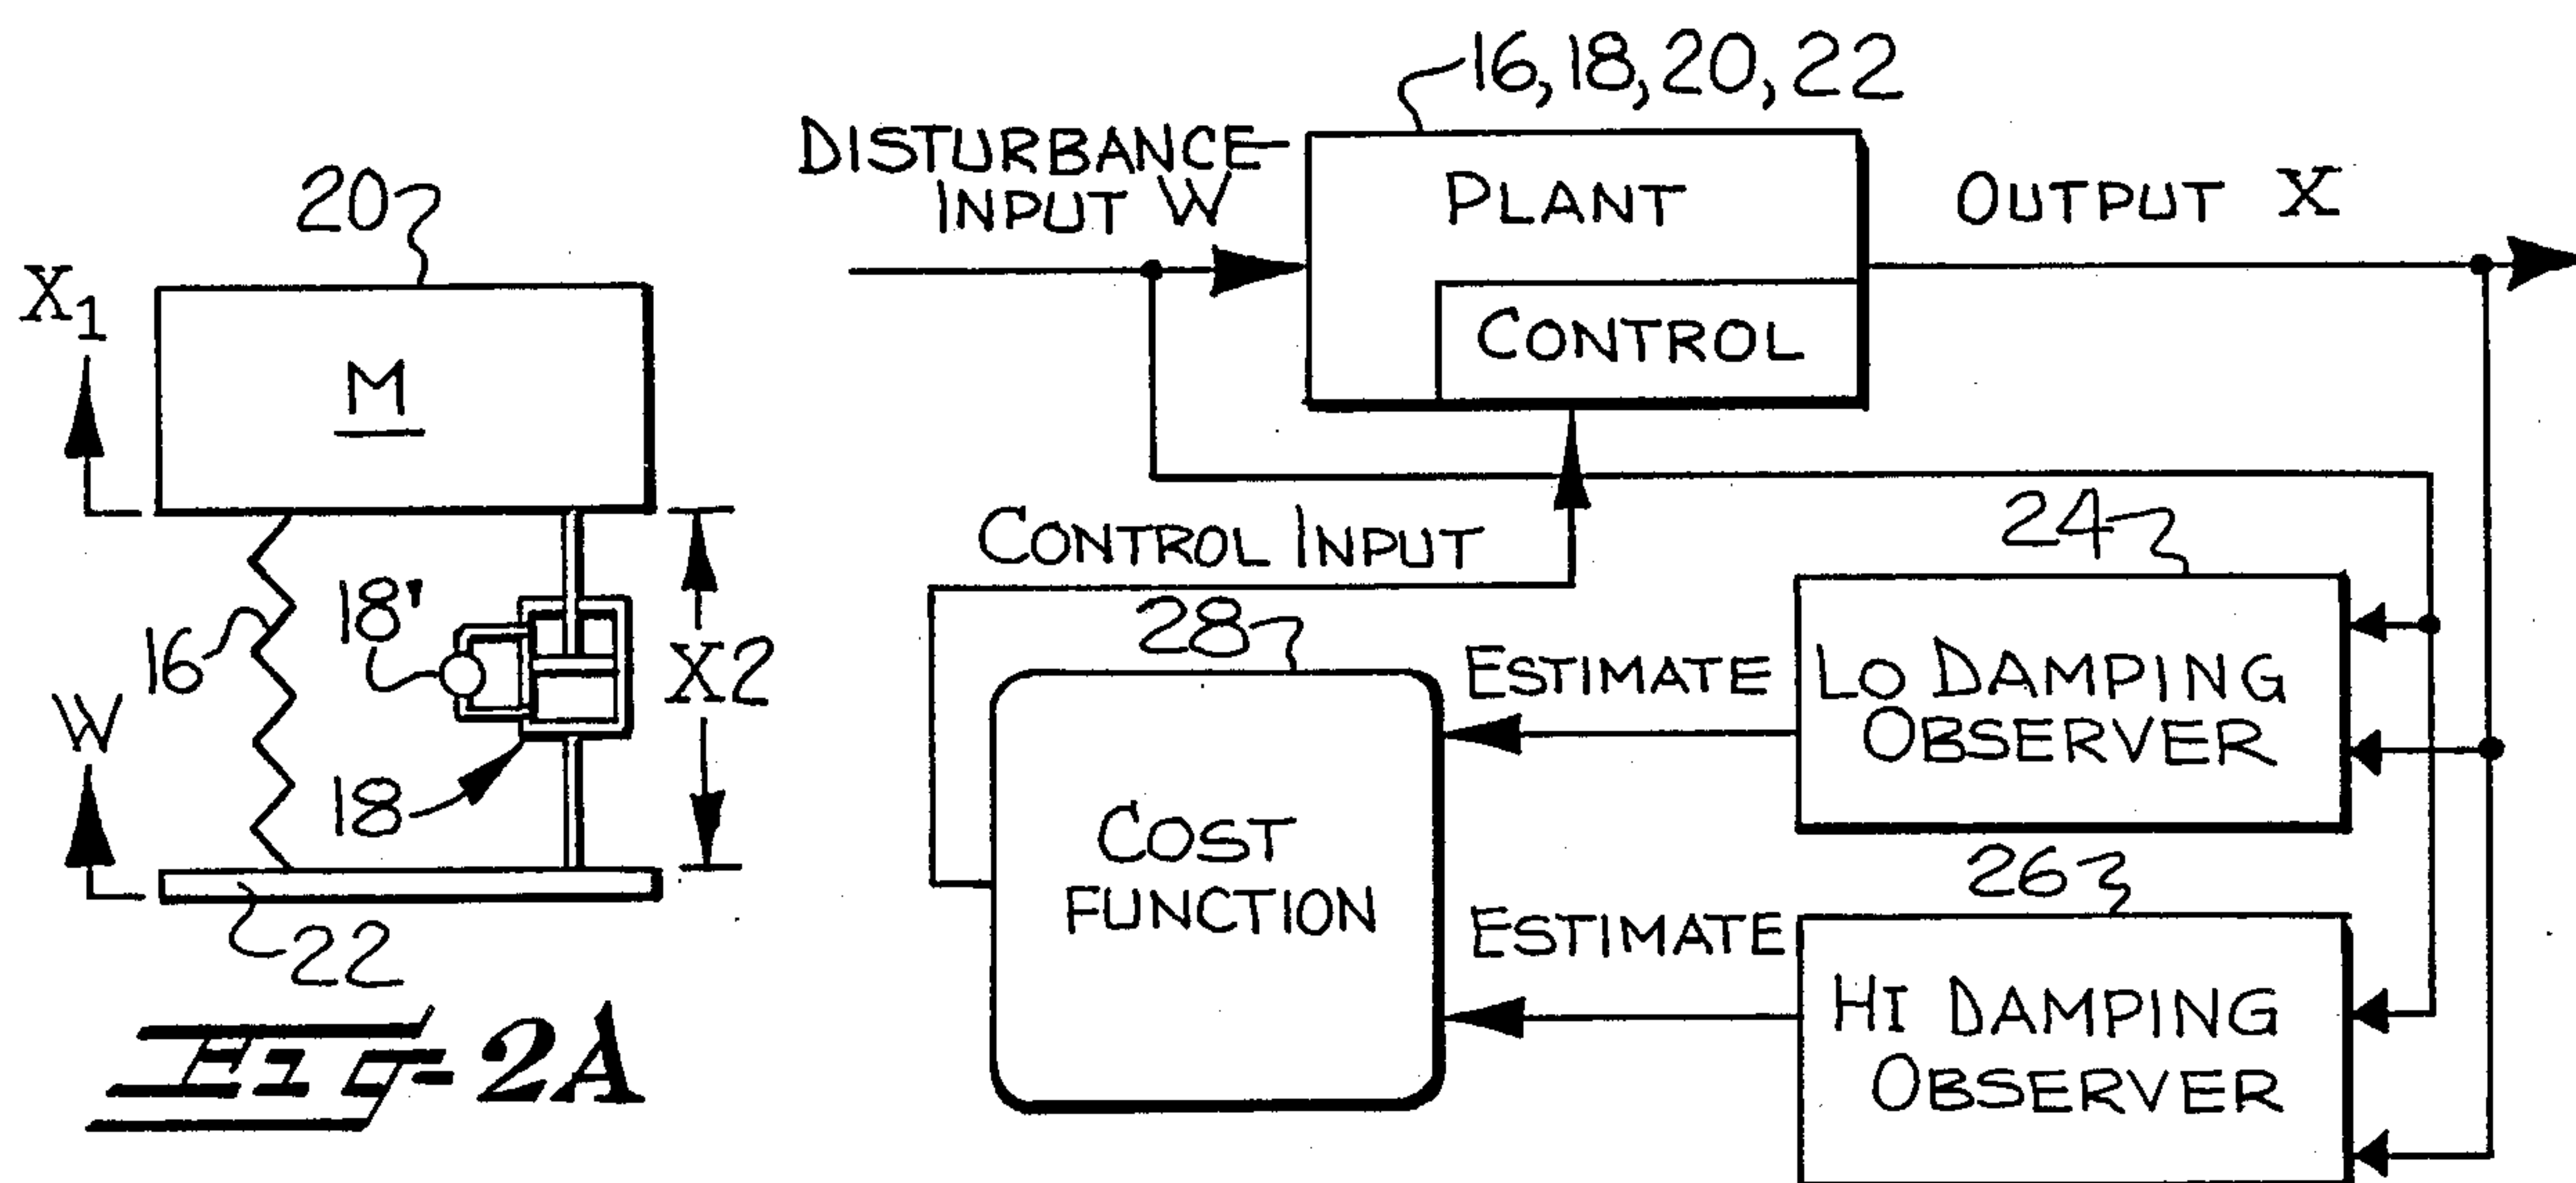 20
X1
M
16
18'
X2
W
18
22
Fig-2A
16, 18, 20, 22
DISTURBANCE
INPUT W
PLANT
OUTPUT X
CONTROL
CONTROL INPUT
24
28
ESTIMATE
LO DAMPING
OBSERVER
COST
FUNCTION
26
ESTIMATE
HI DAMPING
OBSERVER